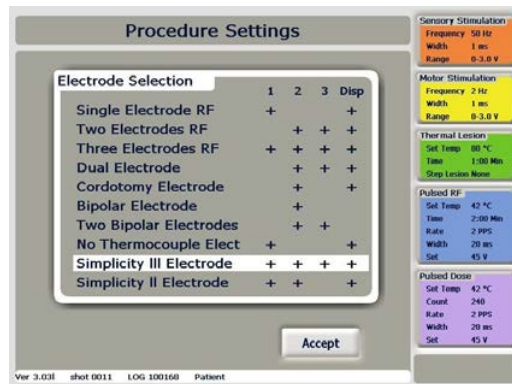 Procedure Settings
Electrode Selection 1 2 3 Disp
Single Electrode RF + +
Two Electrodes RF + + +
Three Electrodes RF + + + +
Dual Electrode + + +
Cordotomy Electrode + +
Bipolar Electrode +
Two Bipolar Electrodes + +
No Thermocouple Elect + +
Simplicity III Electrode + + + +
Simplicity II Electrode + + +
Accept
Ver 3.03l shot 0011 LOG 100160 Patient
Sensory Stimulation
Frequency 50 Hz
Width 1 ms
Range 0-3.0 V
Motor Stimulation
Frequency 2 Hz
Width 1 ms
Range 0-3.0 V
Thermal Lesion
Set Temp 80 °C
Time 1:00 Min
Step Lesion None
Pulsed RF
Set Temp 42 °C
Time 2:00 Min
Rate 2 PPS
Width 20 ms
Set 45 V
Pulsed Dose
Set Temp 42 °C
Count 240
Rate 2 PPS
Width 20 ms
Set 45 V